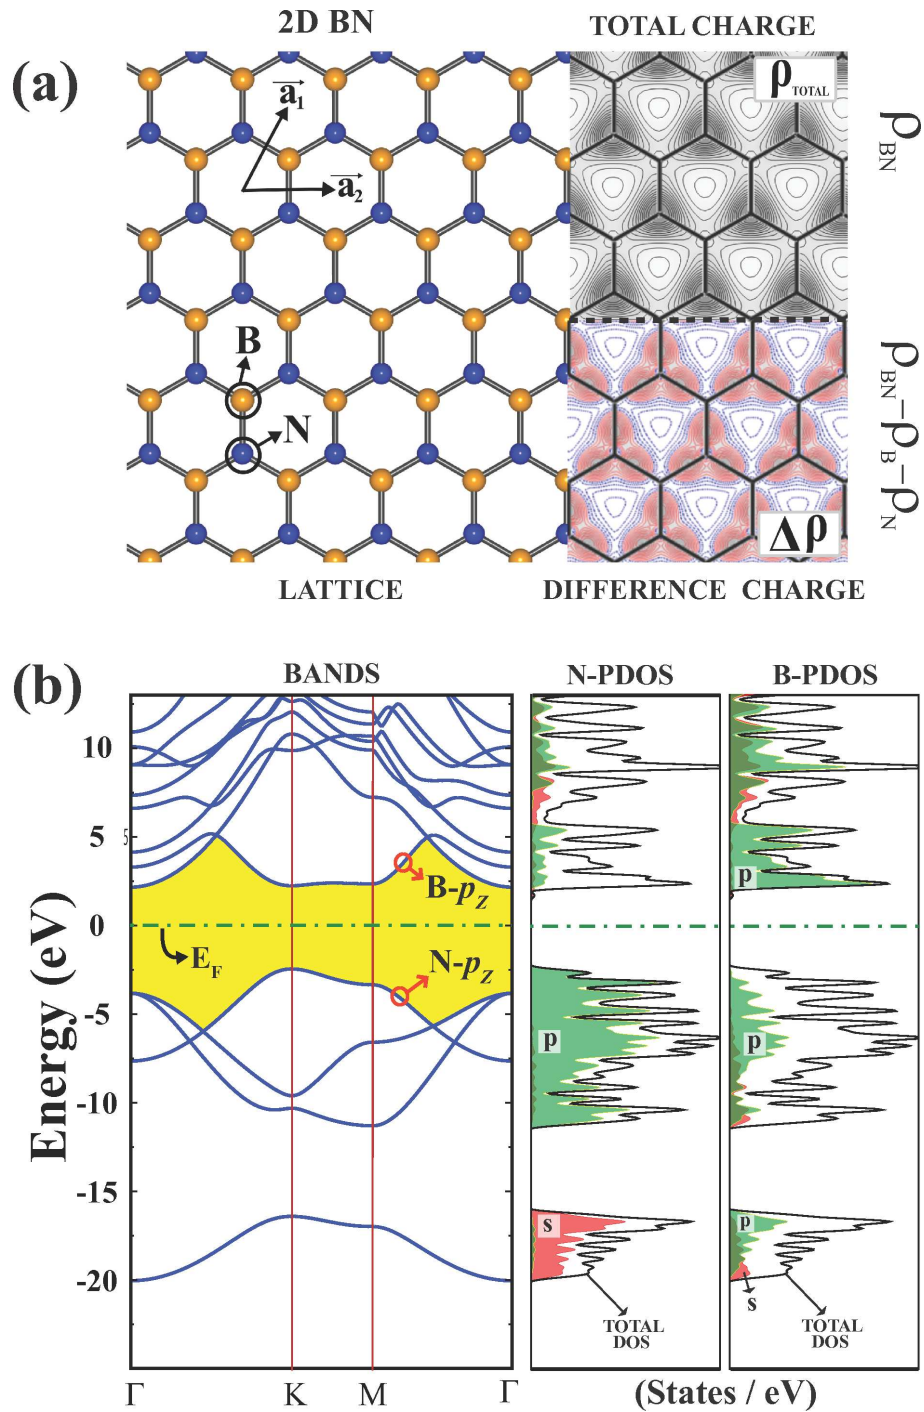 2D BN
TOTAL CHARGE
(a)
a₁
a₂
ρTOTAL
ρBN
B
N
ρBN−ρB−ρN
Δρ
LATTICE
DIFFERENCE CHARGE
(b)
BANDS
N-PDOS
B-PDOS
Energy (eV)
10
5
5
0
-5
-10
-15
-20
B-pZ
EF
N-pZ
p
p
p
s
p
s
TOTAL
DOS
TOTAL
DOS
Γ
K
M
Γ
(States / eV)